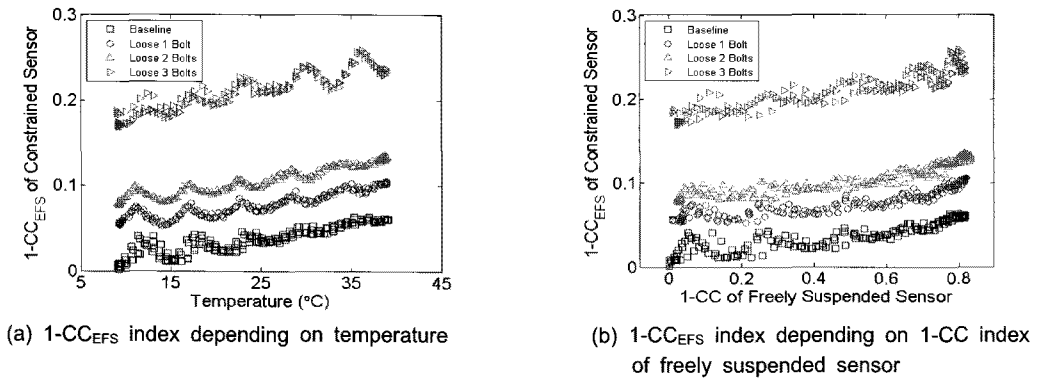 0.3
0.2
0.1
0
1-CC_EFS of Constrained Sensor
Baseline
Loose 1 Bolt
Loose 2 Bolts
Loose 3 Bolts
5 15 25 35 45
Temperature (°C)
(a) 1-CC_EFS index depending on temperature
0.3
0.2
0.1
0
1-CC_EFS of Constrained Sensor
Baseline
Loose 1 Bolt
Loose 2 Bolts
Loose 3 Bolts
0 0.2 0.4 0.6 0.8
1-CC of Freely Suspended Sensor
(b) 1-CC_EFS index depending on 1-CC index
of freely suspended sensor